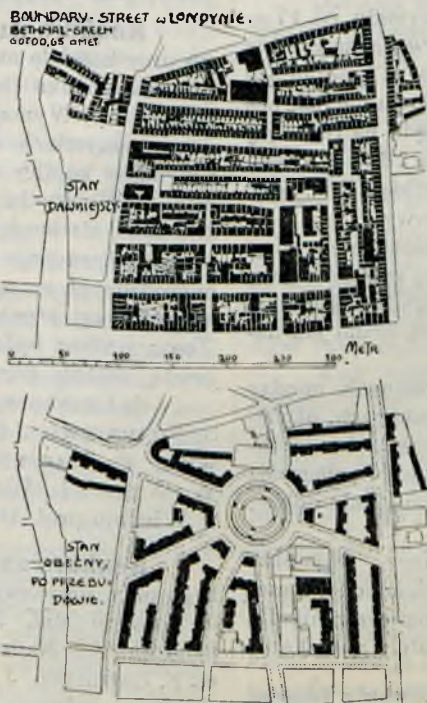 BOUNDARY-STREET w LONDYNIE.
BETHNAL-GREEN
STAN
DAWNIEJSZY
0 50 100 150 200 250 300 METR.
STAN
OBECNY,
PO PRZEBU-
DOWIE.